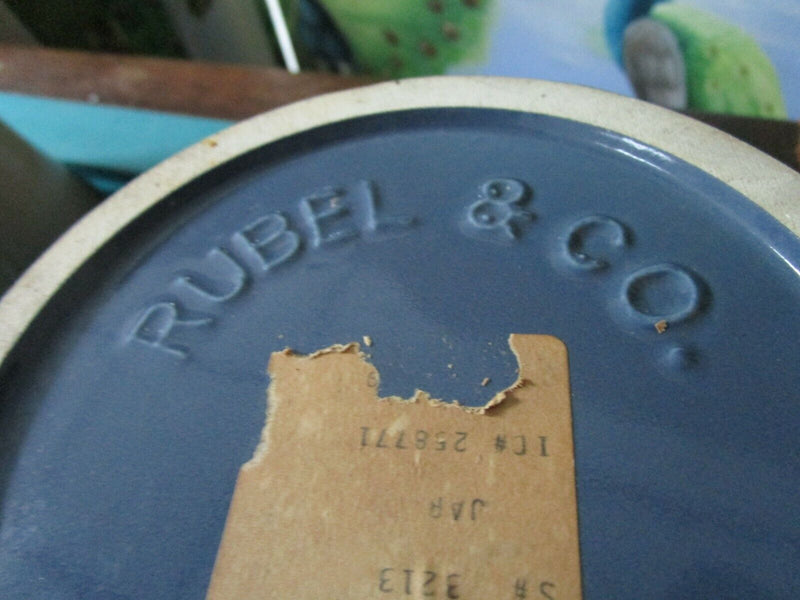 RUBEL & CO.
S# 3213
JAR
IC# 258771